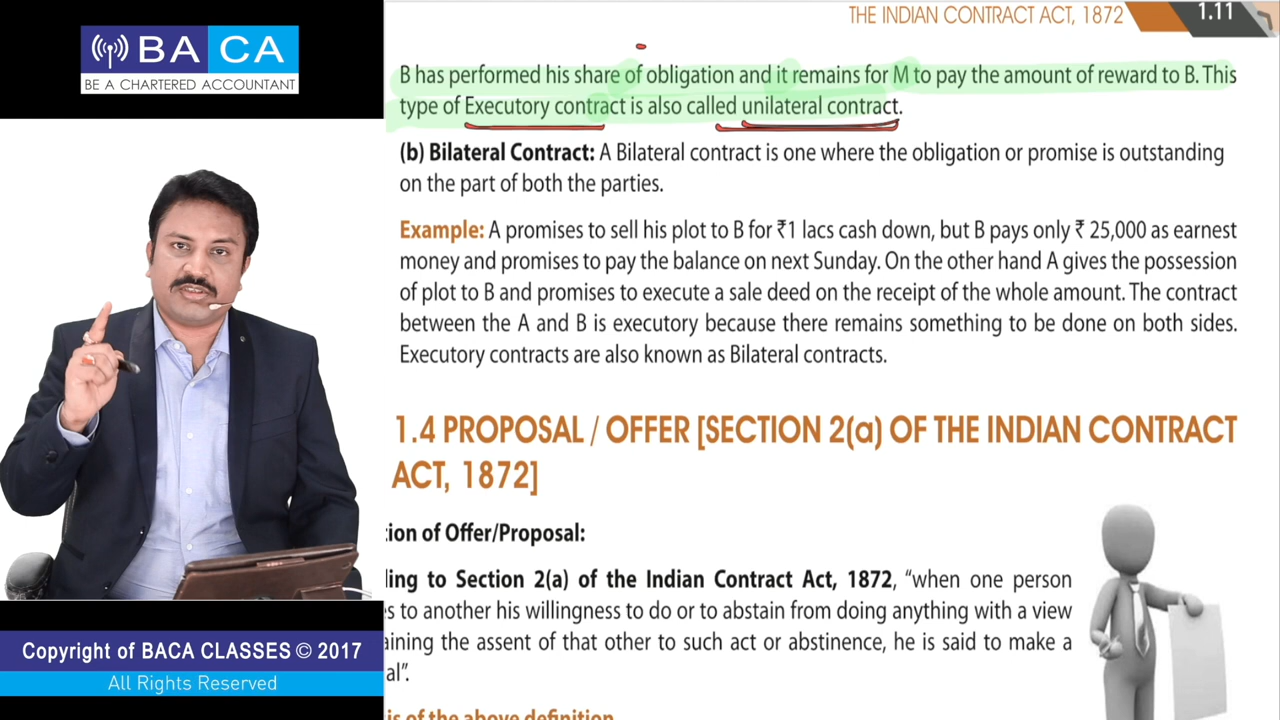 BACA
BE A CHARTERED ACCOUNTANT
THE INDIAN CONTRACT ACT, 1872
1.11
B has performed his share of obligation and it remains for M to pay the amount of reward to B. This
type of Executory contract is also called unilateral contract.
(b) Bilateral Contract: A Bilateral contract is one where the obligation or promise is outstanding
on the part of both the parties.
Example: A promises to sell his plot to B for ₹1 lacs cash down, but B pays only ₹ 25,000 as earnest
money and promises to pay the balance on next Sunday. On the other hand A gives the possession
of plot to B and promises to execute a sale deed on the receipt of the whole amount. The contract
between the A and B is executory because there remains something to be done on both sides.
Executory contracts are also known as Bilateral contracts.
1.4 PROPOSAL / OFFER [SECTION 2(a) OF THE INDIAN CONTRACT
ACT, 1872]
ion of Offer/Proposal:
ling to Section 2(a) of the Indian Contract Act, 1872, “when one person
es to another his willingness to do or to abstain from doing anything with a view
aining the assent of that other to such act or abstinence, he is said to make a
al”.
is of the above definition
Copyright of BACA CLASSES © 2017
All Rights Reserved